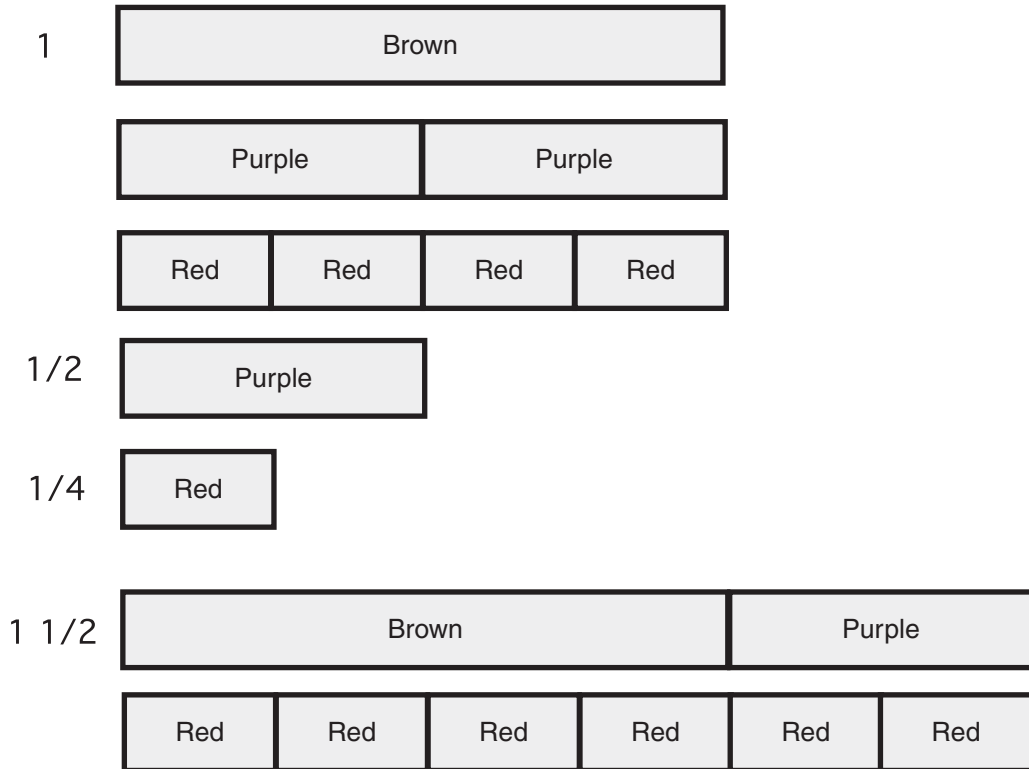 1 Brown
Purple Purple
Red Red Red Red
1/2 Purple
1/4 Red
1 1/2 Brown Purple
Red Red Red Red Red Red